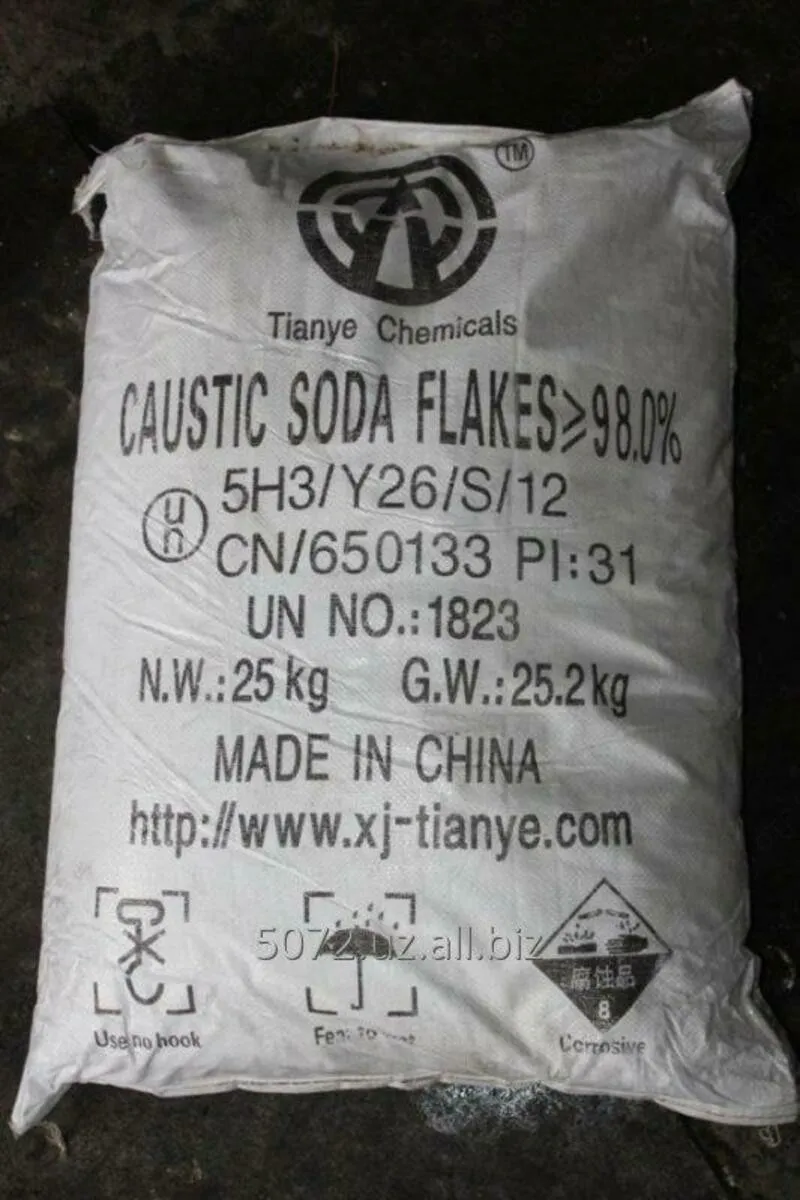 TM
Tianye Chemicals
CAUSTIC SODA FLAKES≥98.0%
un 5H3/Y26/S/12
CN/650133 PI:31
UN NO.:1823
N.W.:25kg G.W.:25.2kg
MADE IN CHINA
http://www.xj-tianye.com
5072.uz.all.biz
腐蚀品
8
Use no hook
Corrosive